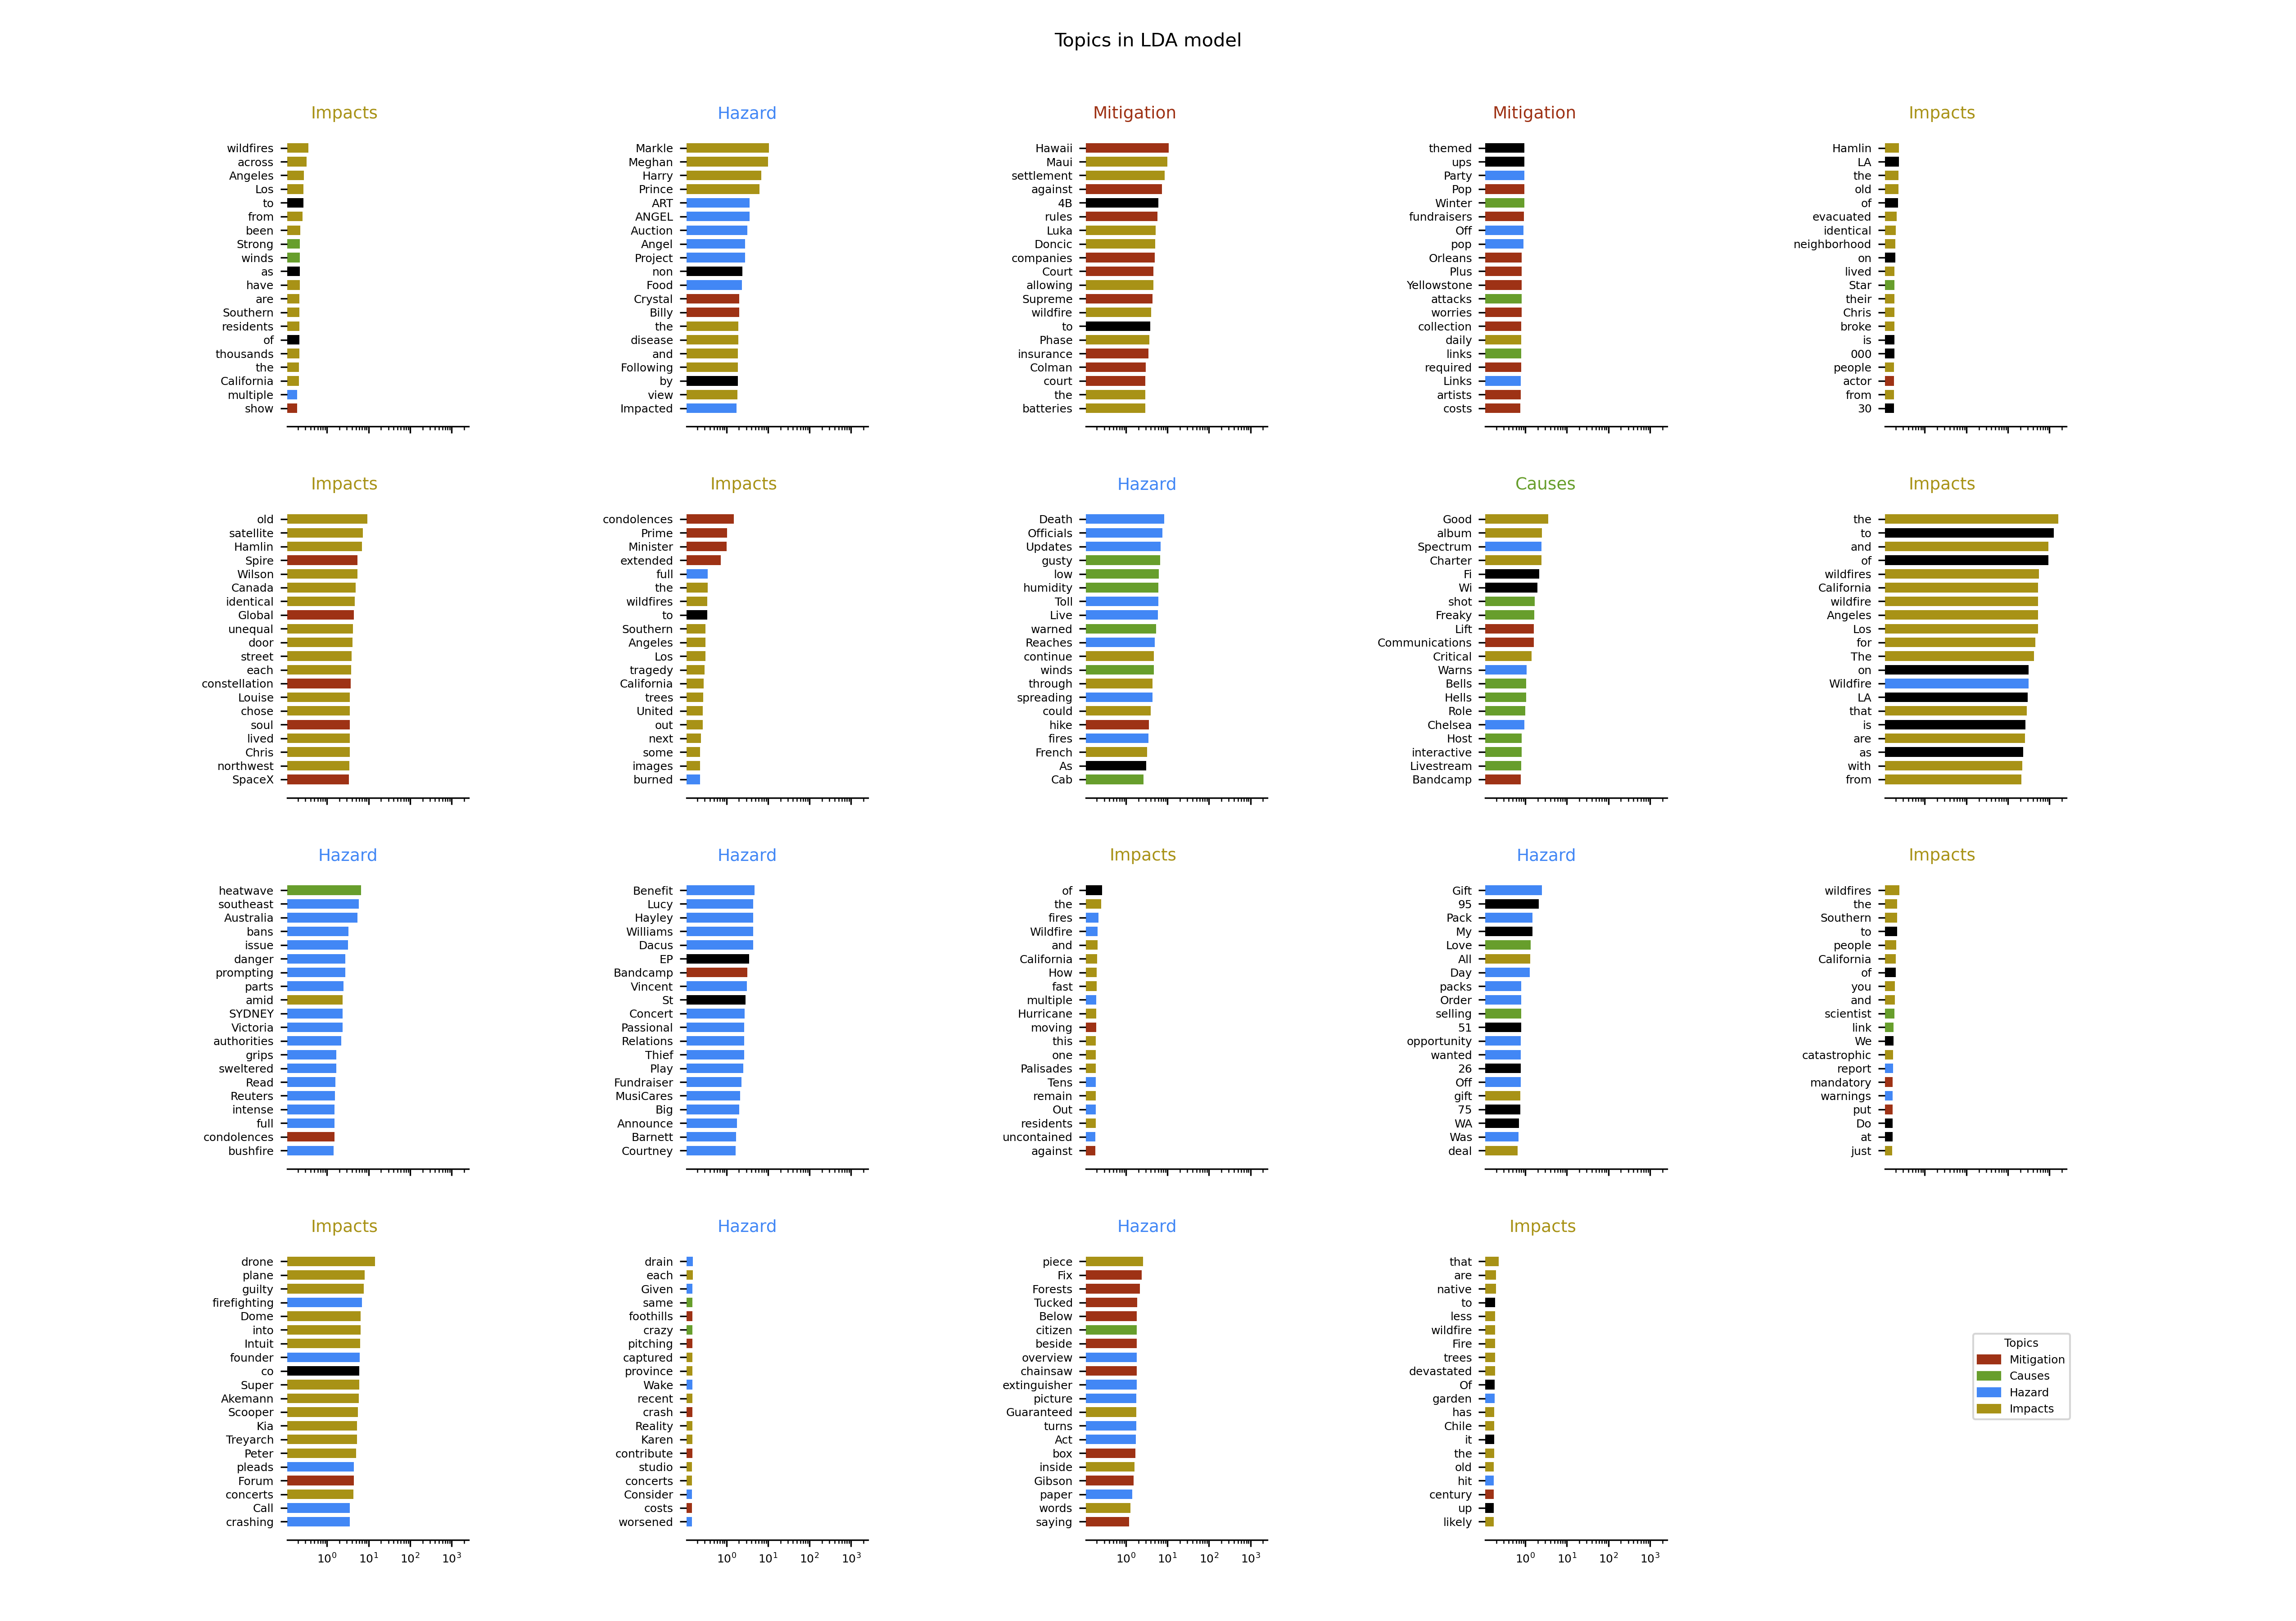 Topics in LDA model
Impacts
wildfires
across
Angeles
Los
to
from
been
Strong
winds
as
have
are
Southern
residents
of
thousands
the
California
multiple
show
Hazard
Markle
Meghan
Harry
Prince
ART
ANGEL
Auction
Angel
Project
non
Food
Crystal
Billy
the
disease
and
Following
by
view
Impacted
Mitigation
Hawaii
Maui
settlement
against
4B
rules
Luka
Doncic
companies
Court
allowing
Supreme
wildfire
to
Phase
insurance
Colman
court
the
batteries
Mitigation
themed
ups
Party
Pop
Winter
fundraisers
Off
pop
Orleans
Plus
Yellowstone
attacks
worries
collection
daily
links
required
Links
artists
costs
Impacts
Hamlin
LA
the
old
of
evacuated
identical
neighborhood
on
lived
Star
their
Chris
broke
is
000
people
actor
from
30
Impacts
old
satellite
Hamlin
Spire
Wilson
Canada
identical
Global
unequal
door
street
each
constellation
Louise
chose
soul
lived
Chris
northwest
SpaceX
Impacts
condolences
Prime
Minister
extended
full
the
wildfires
to
Southern
Angeles
Los
tragedy
California
trees
United
out
next
some
images
burned
Hazard
Death
Officials
Updates
gusty
low
humidity
Toll
Live
warned
Reaches
continue
winds
through
spreading
could
hike
fires
French
As
Cab
Causes
Good
album
Spectrum
Charter
Fi
Wi
shot
Freaky
Lift
Communications
Critical
Warns
Bells
Hells
Role
Chelsea
Host
interactive
Livestream
Bandcamp
Impacts
the
to
and
of
wildfires
California
wildfire
Angeles
Los
for
The
on
Wildfire
LA
that
is
are
as
with
from
Hazard
heatwave
southeast
Australia
bans
issue
danger
prompting
parts
amid
SYDNEY
Victoria
authorities
grips
sweltered
Read
Reuters
intense
full
condolences
bushfire
Hazard
Benefit
Lucy
Hayley
Williams
Dacus
EP
Bandcamp
Vincent
St
Concert
Passional
Relations
Thief
Play
Fundraiser
MusiCares
Big
Announce
Barnett
Courtney
Impacts
of
the
fires
Wildfire
and
California
How
fast
multiple
Hurricane
moving
this
one
Palisades
Tens
remain
Out
residents
uncontained
against
Hazard
Gift
95
Pack
My
Love
All
Day
packs
Order
selling
51
opportunity
wanted
26
Off
gift
75
WA
Was
deal
Impacts
wildfires
the
Southern
to
people
California
of
you
and
scientist
link
We
catastrophic
report
mandatory
warnings
put
Do
at
just
Impacts
drone
plane
guilty
firefighting
Dome
into
Intuit
founder
co
Super
Akemann
Scooper
Kia
Treyarch
Peter
pleads
Forum
concerts
Call
crashing
10⁰ 10¹ 10² 10³
Hazard
drain
each
Given
same
foothills
crazy
pitching
captured
province
Wake
recent
crash
Reality
Karen
contribute
studio
concerts
Consider
costs
worsened
10⁰ 10¹ 10² 10³
Hazard
piece
Fix
Forests
Tucked
Below
citizen
beside
overview
chainsaw
extinguisher
picture
Guaranteed
turns
Act
box
inside
Gibson
paper
words
saying
10⁰ 10¹ 10² 10³
Impacts
that
are
native
to
less
wildfire
Fire
trees
devastated
Of
garden
has
Chile
it
the
old
hit
century
up
likely
10⁰ 10¹ 10² 10³
Topics
Mitigation
Causes
Hazard
Impacts